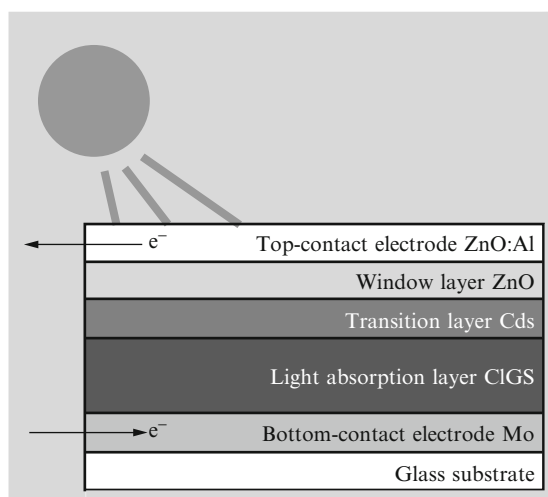 e⁻ Top-contact electrode ZnO:Al
Window layer ZnO
Transition layer Cds
Light absorption layer ClGS
e⁻ Bottom-contact electrode Mo
Glass substrate